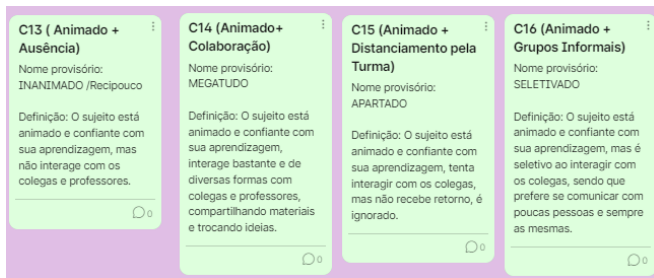 C13 ( Animado +
Ausência)
Nome provisório:
INANIMADO /Recipouco
Definição: O sujeito está
animado e confiante com
sua aprendizagem, mas
não interage com os
colegas e professores.
0
C14 (Animado+
Colaboração)
Nome provisório:
MEGATUDO
Definição: O sujeito está
animado e confiante com
sua aprendizagem,
interage bastante e de
diversas formas com
colegas e professores,
compartilhando materiais
e trocando ideias.
0
C15 (Animado +
Distanciamento pela
Turma)
Nome provisório:
APARTADO
Definição: O sujeito está
animado e confiante com
sua aprendizagem, tenta
interagir com os colegas,
mas não recebe retorno, é
ignorado.
0
C16 (Animado +
Grupos Informais)
Nome provisório:
SELETIVADO
Definição: O sujeito está
animado e confiante com
sua aprendizagem, mas é
seletivo ao interagir com
os colegas, sendo que
prefere se comunicar com
poucas pessoas e sempre
as mesmas.
0